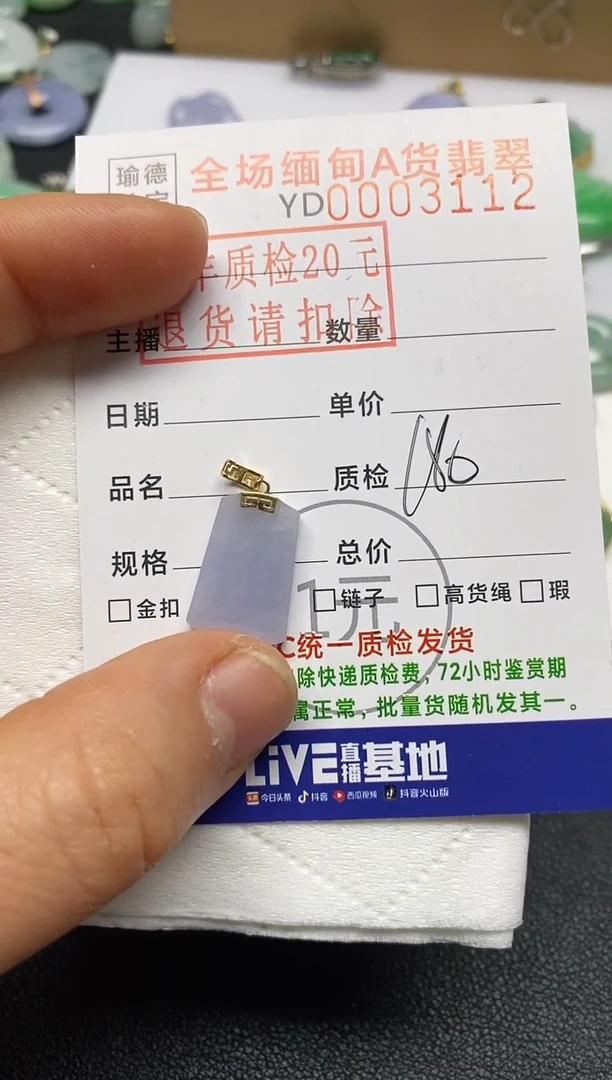 瑜德
全场缅甸A货翡翠
YD0003112
质检20元
退货请扣除
主播 数量
日期 单价
品名 质检
规格 总价
1元
金扣 链子 高货绳 瑕
C统一质检发货
除快递质检费，72小时鉴赏期
属正常，批量货随机发其一。
LiVE直播基地
头条 今日头条 抖音 西瓜视频 抖音火山版